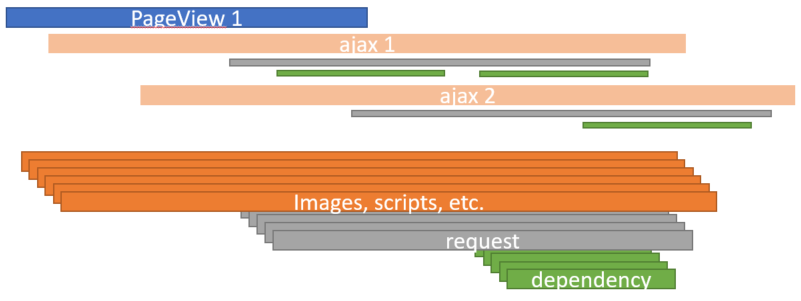 PageView 1
ajax 1
ajax 2
Images, scripts, etc.
request
dependency